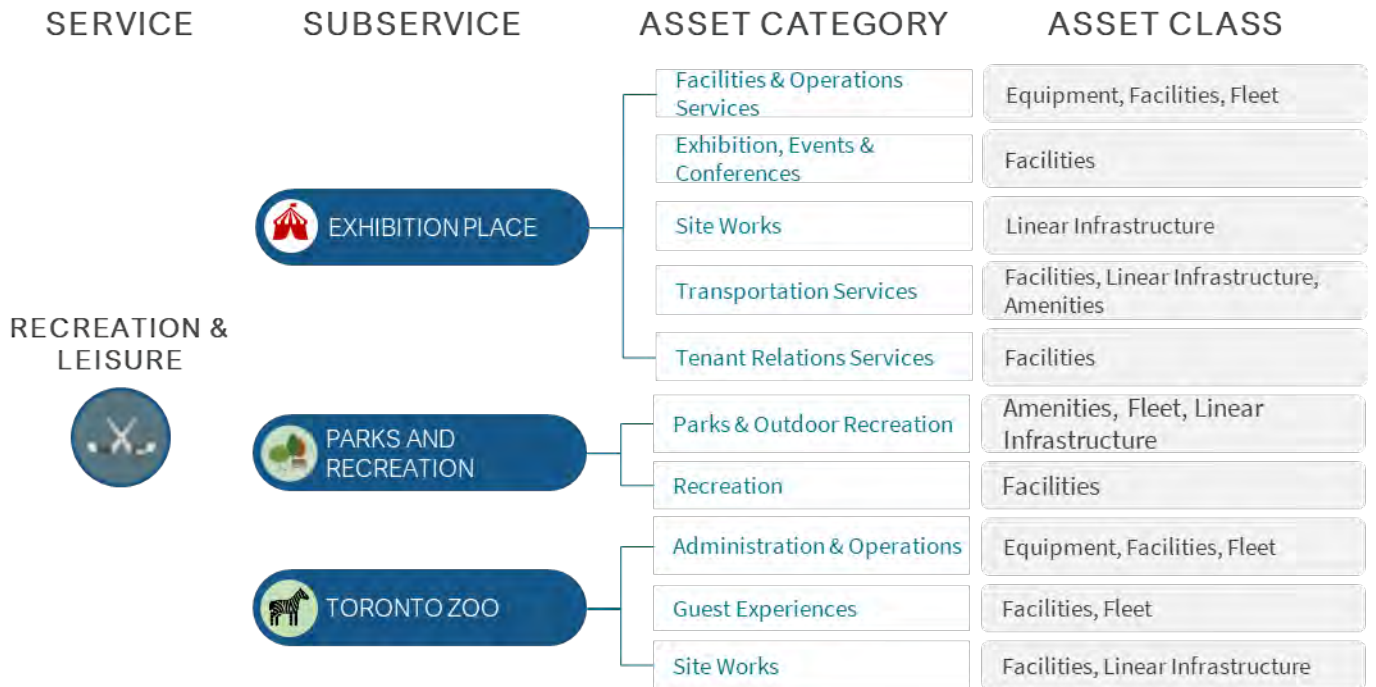 SERVICE
SUBSERVICE
ASSET CATEGORY
ASSET CLASS
RECREATION &
LEISURE
EXHIBITION PLACE
Facilities & Operations
Services
Equipment, Facilities, Fleet
Exhibition, Events &
Conferences
Facilities
Site Works
Linear Infrastructure
Transportation Services
Facilities, Linear Infrastructure,
Amenities
Tenant Relations Services
Facilities
PARKS AND
RECREATION
Parks & Outdoor Recreation
Amenities, Fleet, Linear
Infrastructure
Recreation
Facilities
TORONTO ZOO
Administration & Operations
Equipment, Facilities, Fleet
Guest Experiences
Facilities, Fleet
Site Works
Facilities, Linear Infrastructure